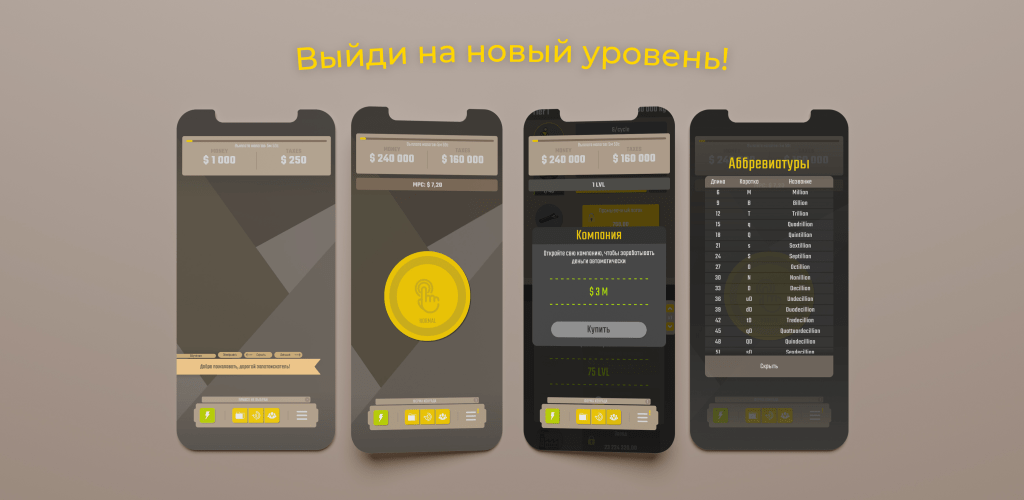 Выйди на новый уровень!
$ 1 000
$ 250
Добро пожаловать, дорогой налогоплательщик!
$ 240 000
$ 160 000
MPC: $ 7,20
$/cycle
$ 240 000
$ 160 000
1 LVL
Компания
Откройте свою компанию, чтобы зарабатывать
деньги автоматически
$ 3 M
Купить
75 LVL
Аббревиатуры
Длина Коротко Название
6 M Million
9 B Billion
12 T Trillion
15 q Quadrillion
18 Q Quintillion
21 s Sextillion
24 S Septillion
27 O Octillion
30 N Nonillion
33 D Decillion
36 uD Undecillion
39 dD Duodecillion
42 tD Tredecillion
45 qD Quattuordecillion
48 QD Quindecillion
51 sD Sexdecillion
Скрыть